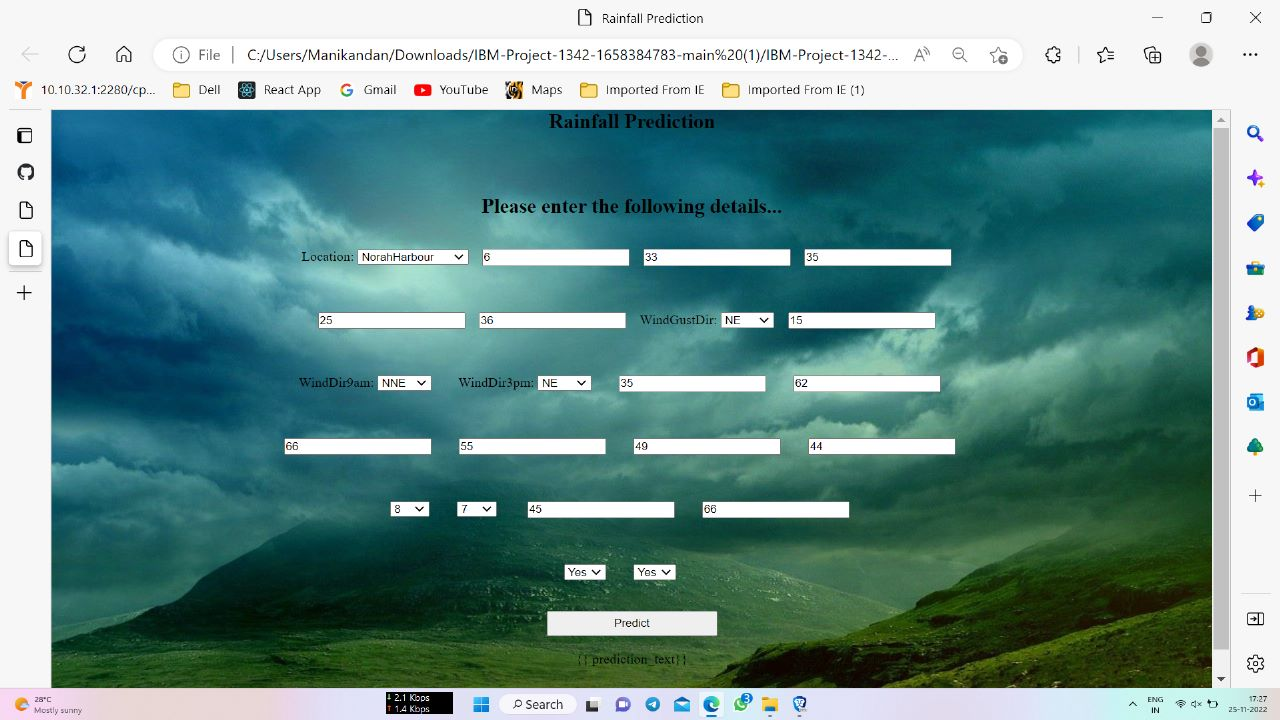 Rainfall Prediction
File C:/Users/Manikandan/Downloads/IBM-Project-1342-1658384783-main%20(1)/IBM-Project-1342-...
10.10.32.1:2280/cp... Dell React App Gmail YouTube Maps Imported From IE Imported From IE (1)
Rainfall Prediction
Please enter the following details...
Location: NorahHarbour 6 33 35
25 36 WindGustDir: NE 15
WindDir9am: NNE WindDir3pm: NE 35 62
66 55 49 44
8 7 45 66
Yes Yes
Predict
{{ prediction_text}}
28°C
Mostly sunny
↓ 2.1 Kbps
↑ 1.4 Kbps
Search
3
ENG
IN
17:27
25-11-2022